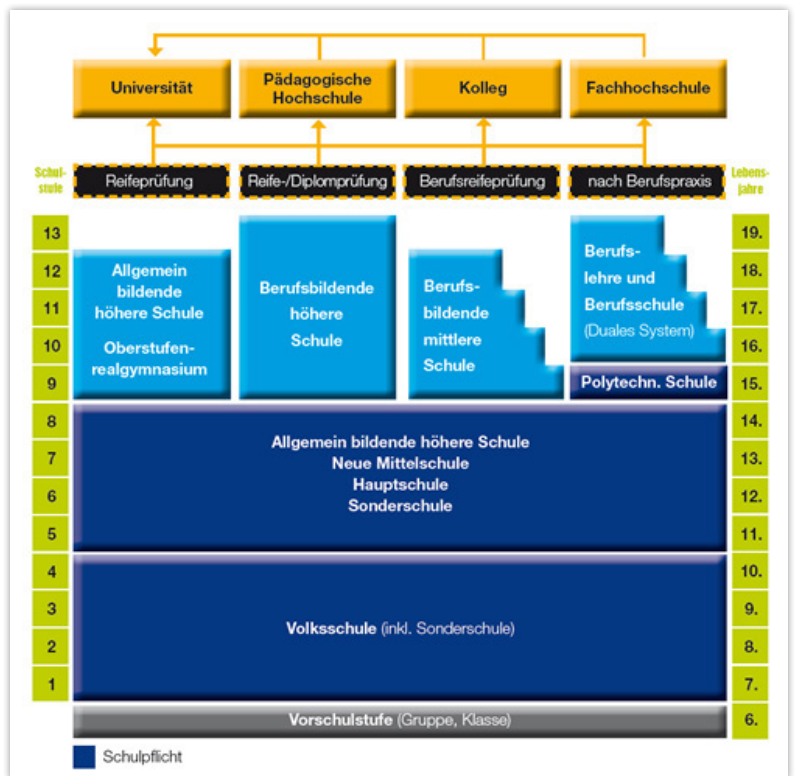 Universität
Pädagogische
Hochschule
Kolleg
Fachhochschule
Schul-
stufe
Reifeprüfung
Reife-/Diplomprüfung
Berufsreifeprüfung
nach Berufspraxis
Lebens-
jahre
13
12
11
10
9
8
7
6
5
4
3
2
1
Allgemein
bildende
höhere Schule
Oberstufen-
realgymnasium
Berufsbildende
höhere
Schule
Berufs-
bildende
mittlere
Schule
Berufs-
lehre und
Berufsschule
(Duales System)
Polytechn. Schule
19.
18.
17.
16.
15.
14.
13.
12.
11.
10.
9.
8.
7.
6.
Allgemein bildende höhere Schule
Neue Mittelschule
Hauptschule
Sonderschule
Volksschule (inkl. Sonderschule)
Vorschulstufe (Gruppe, Klasse)
Schulpflicht